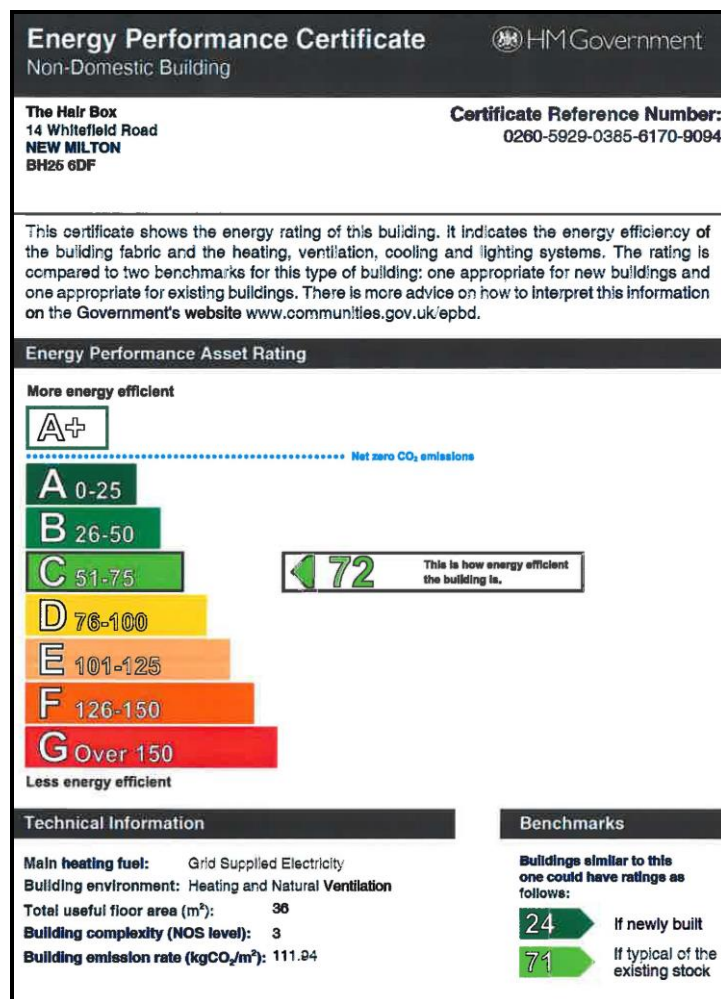 Energy Performance Certificate
HM Government
Non-Domestic Building
The Hair Box
14 Whitefield Road
NEW MILTON
BH25 6DF
Certificate Reference Number:
0260-5929-0385-6170-9094
This certificate shows the energy rating of this building. It indicates the energy efficiency of
the building fabric and the heating, ventilation, cooling and lighting systems. The rating is
compared to two benchmarks for this type of building: one appropriate for new buildings and
one appropriate for existing buildings. There is more advice on how to interpret this information
on the Government's website www.communities.gov.uk/epbd.
Energy Performance Asset Rating
More energy efficient
A+
Net zero CO₂ emissions
A 0-25
B 26-50
C 51-75
72
This is how energy efficient
the building is.
D 76-100
E 101-125
F 126-150
G Over 150
Less energy efficient
Technical Information
Main heating fuel: Grid Supplied Electricity
Building environment: Heating and Natural Ventilation
Total useful floor area (m²): 36
Building complexity (NOS level): 3
Building emission rate (kgCO₂/m²): 111.94
Benchmarks
Buildings similar to this
one could have ratings as
follows:
24 If newly built
71 If typical of the
existing stock